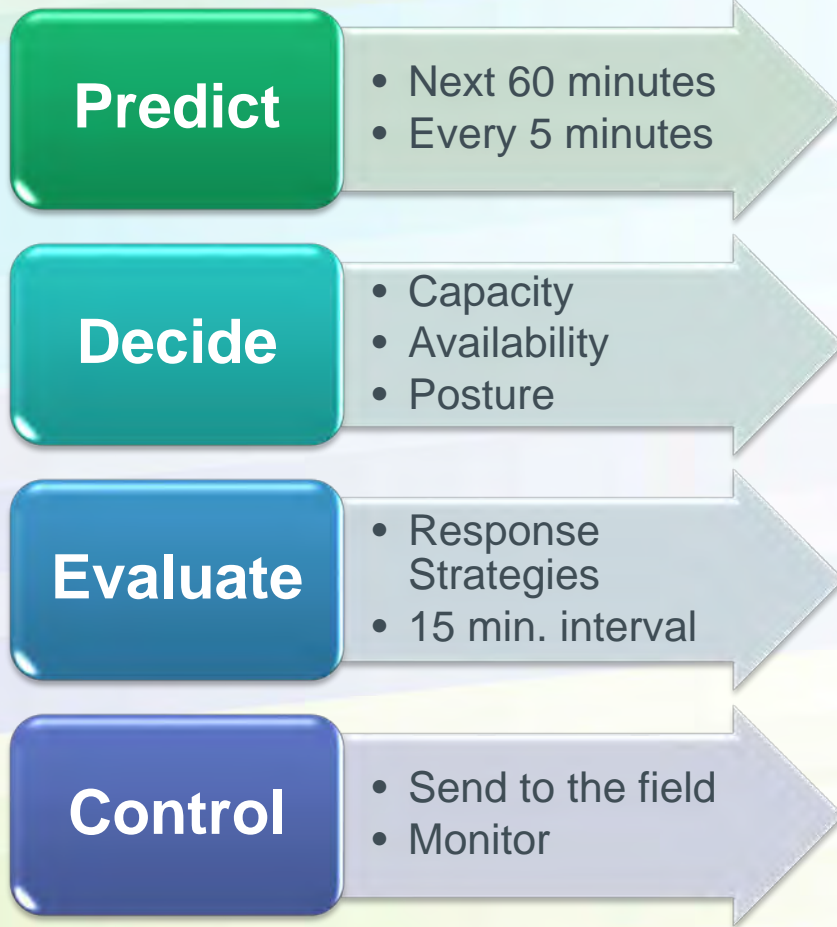 Predict
• Next 60 minutes
• Every 5 minutes
Decide
• Capacity
• Availability
• Posture
Evaluate
• Response
Strategies
• 15 min. interval
Control
• Send to the field
• Monitor